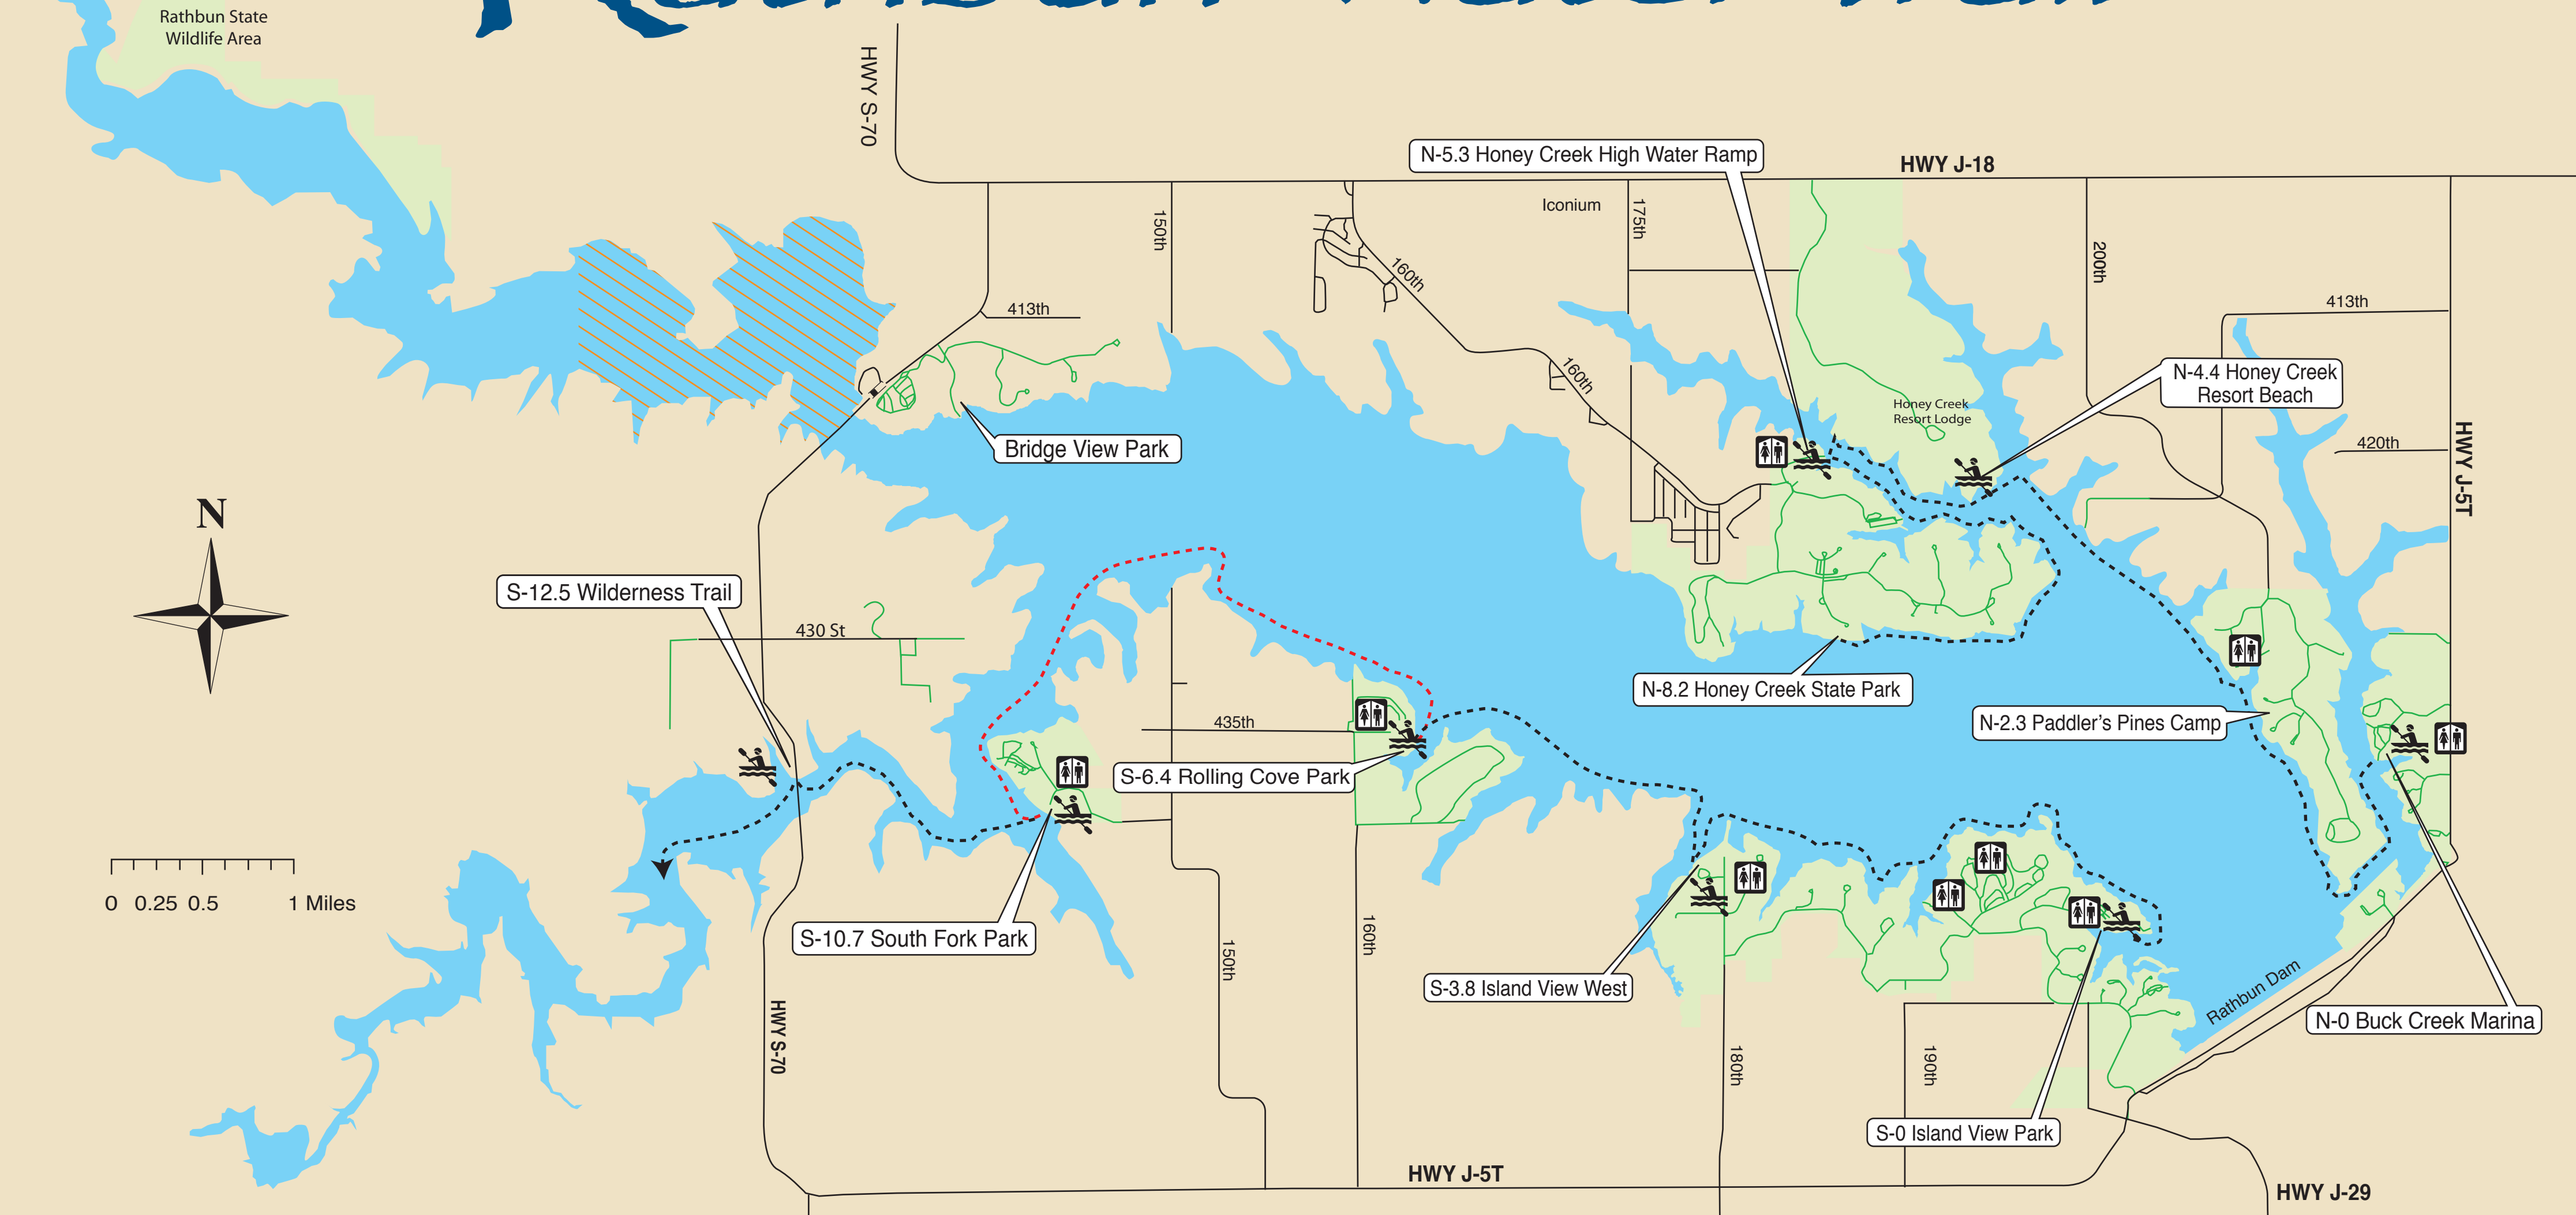 Rathbun State
Wildlife Area
HWY S-70
N-5.3 Honey Creek High Water Ramp
HWY J-18
Iconium
150th
175th
160th
200th
413th
413th
160th
N-4.4 Honey Creek
Resort Beach
Honey Creek
Resort Lodge
Bridge View Park
420th
HWY J-5T
N
S-12.5 Wilderness Trail
430 St
N-8.2 Honey Creek State Park
435th
N-2.3 Paddler's Pines Camp
S-6.4 Rolling Cove Park
0 0.25 0.5 1 Miles
S-10.7 South Fork Park
150th
160th
S-3.8 Island View West
Rathbun Dam
N-0 Buck Creek Marina
HWY S-70
180th
190th
S-0 Island View Park
HWY J-5T
HWY J-29